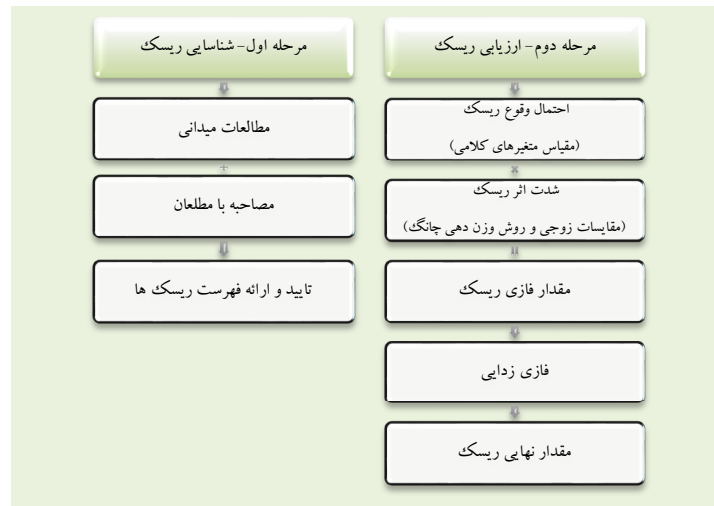 مرحله اول-شناسایی ریسک
مطالعات میدانی
+
مصاحبه با مطلعان
تایید و ارائه فهرست ریسک ها
مرحله دوم-ارزیابی ریسک
احتمال وقوع ریسک
(مقیاس متغیرهای کلامی)
×
شدت اثر ریسک
(مقایسات زوجی و روش وزن دهی چانگ)
=
مقدار فازی ریسک
فازی زدایی
مقدار نهایی ریسک